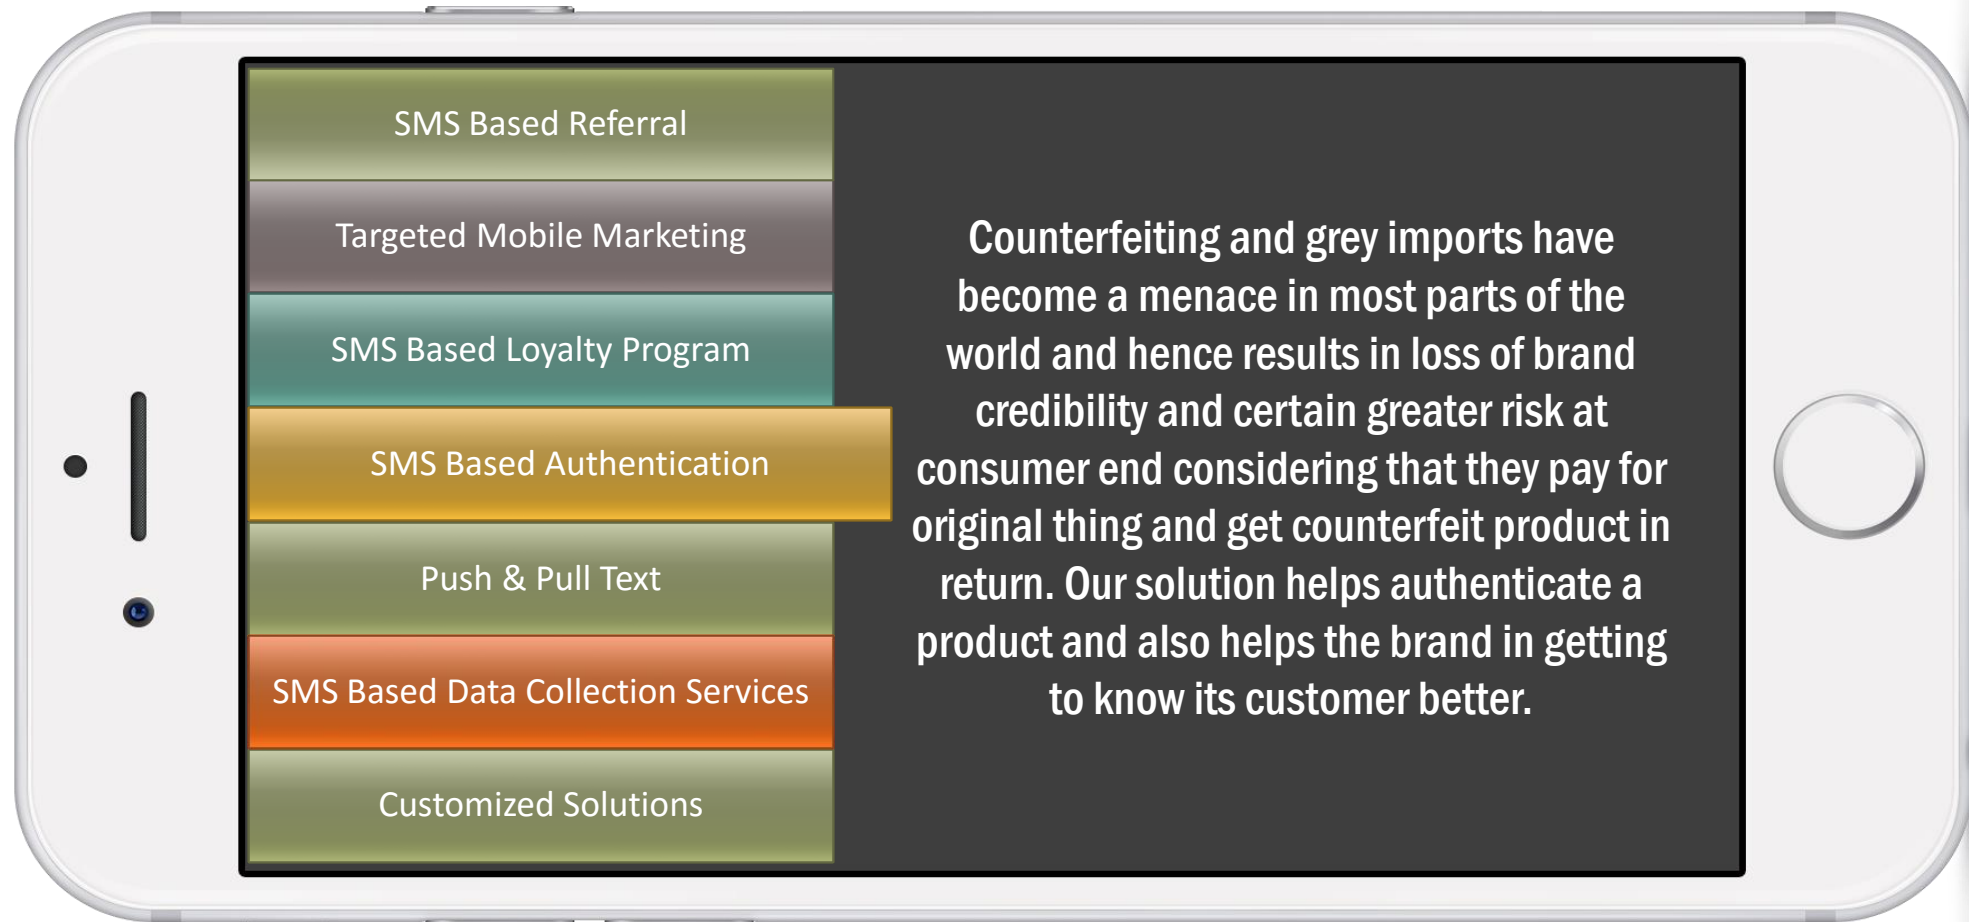 SMS Based Referral
Targeted Mobile Marketing
SMS Based Loyalty Program
SMS Based Authentication
Push & Pull Text
SMS Based Data Collection Services
Customized Solutions
Counterfeiting and grey imports have
become a menace in most parts of the
world and hence results in loss of brand
credibility and certain greater risk at
consumer end considering that they pay for
original thing and get counterfeit product in
return. Our solution helps authenticate a
product and also helps the brand in getting
to know its customer better.